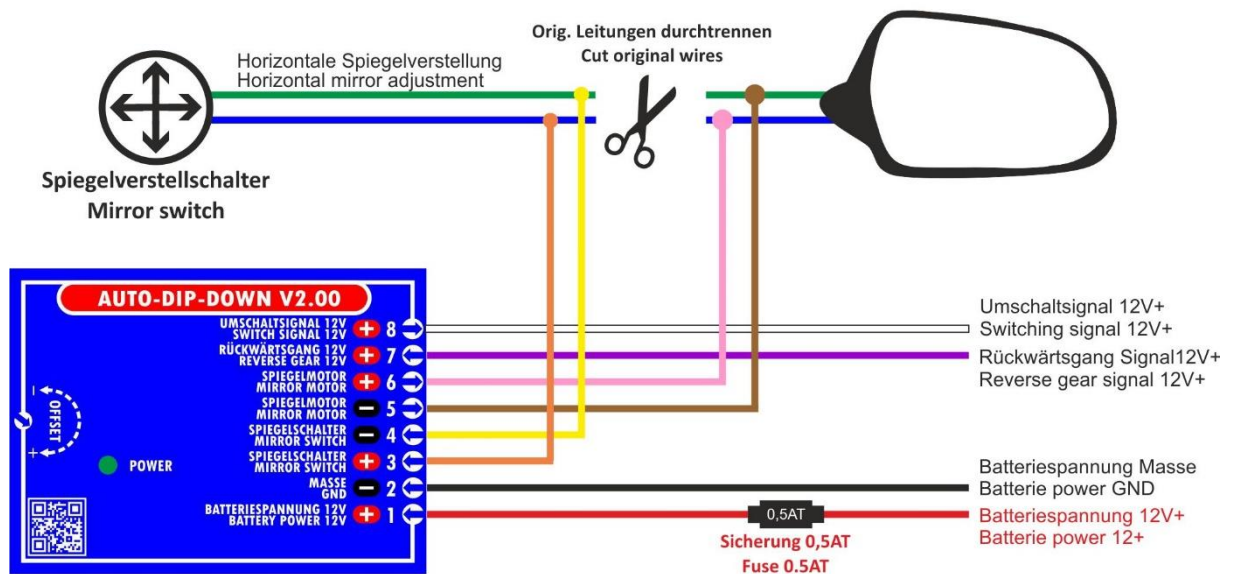 Orig. Leitungen durchtrennen
Cut original wires
Horizontale Spiegelverstellung
Horizontal mirror adjustment
Spiegelverstellschalter
Mirror switch
AUTO-DIP-DOWN V2.00
UMSCHALTSIGNAL 12V
SWITCH SIGNAL 12V
+ 8
RÜCKWÄRTSGANG 12V
REVERSE GEAR 12V
+ 7
SPIEGELMOTOR
MIRROR MOTOR
+ 6
SPIEGELMOTOR
MIRROR MOTOR
− 5
SPIEGELSCHALTER
MIRROR SWITCH
− 4
SPIEGELSCHALTER
MIRROR SWITCH
+ 3
MASSE
GND
− 2
BATTERIESPANNUNG 12V
BATTERY POWER 12V
+ 1
−
OFFSET
+
POWER
Umschaltsignal 12V+
Switching signal 12V+
Rückwärtsgang Signal12V+
Reverse gear signal 12V+
Batteriespannung Masse
Batterie power GND
Batteriespannung 12V+
Batterie power 12+
0,5AT
Sicherung 0,5AT
Fuse 0.5AT